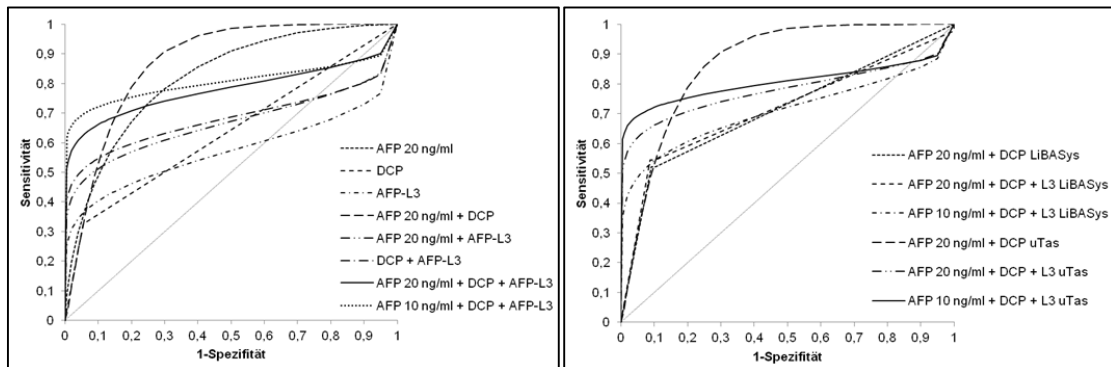 1
0,9
0,8
0,7
0,6
0,5
0,4
0,3
0,2
0,1
0
Sensitivität
0 0,1 0,2 0,3 0,4 0,5 0,6 0,7 0,8 0,9 1
1-Spezifität
AFP 20 ng/ml
DCP
AFP-L3
AFP 20 ng/ml + DCP
AFP 20 ng/ml + AFP-L3
DCP + AFP-L3
AFP 20 ng/ml + DCP + AFP-L3
AFP 10 ng/ml + DCP + AFP-L3
1
0,9
0,8
0,7
0,6
0,5
0,4
0,3
0,2
0,1
0
Sensitivität
0 0,1 0,2 0,3 0,4 0,5 0,6 0,7 0,8 0,9 1
1-Spezifität
AFP 20 ng/ml + DCP LiBASys
AFP 20 ng/ml + DCP + L3 LiBASys
AFP 10 ng/ml + DCP + L3 LiBASys
AFP 20 ng/ml + DCP uTas
AFP 20 ng/ml + DCP + L3 uTas
AFP 10 ng/ml + DCP + L3 uTas